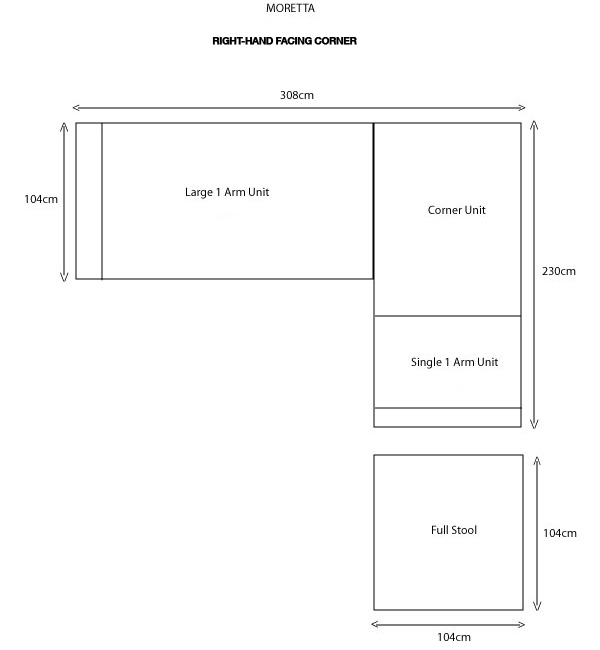 MORETTA
RIGHT-HAND FACING CORNER
308cm
104cm
Large 1 Arm Unit
Corner Unit
230cm
Single 1 Arm Unit
Full Stool
104cm
104cm